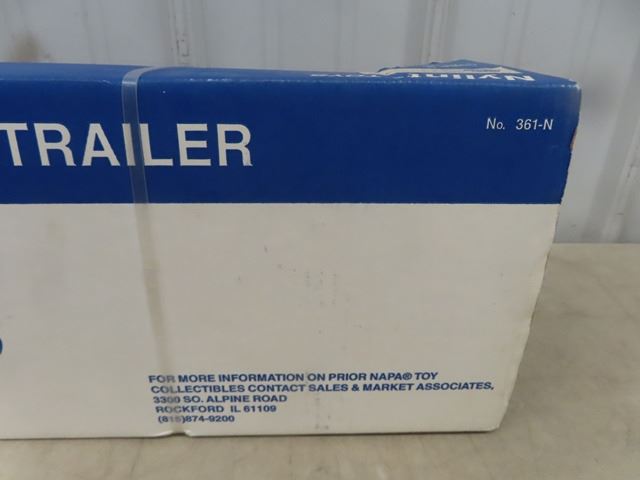 Nylint
TRAILER
No. 361-N
FOR MORE INFORMATION ON PRIOR NAPA® TOY
COLLECTIBLES CONTACT SALES & MARKET ASSOCIATES,
3300 SO. ALPINE ROAD
ROCKFORD IL 61109
(815)874-9200